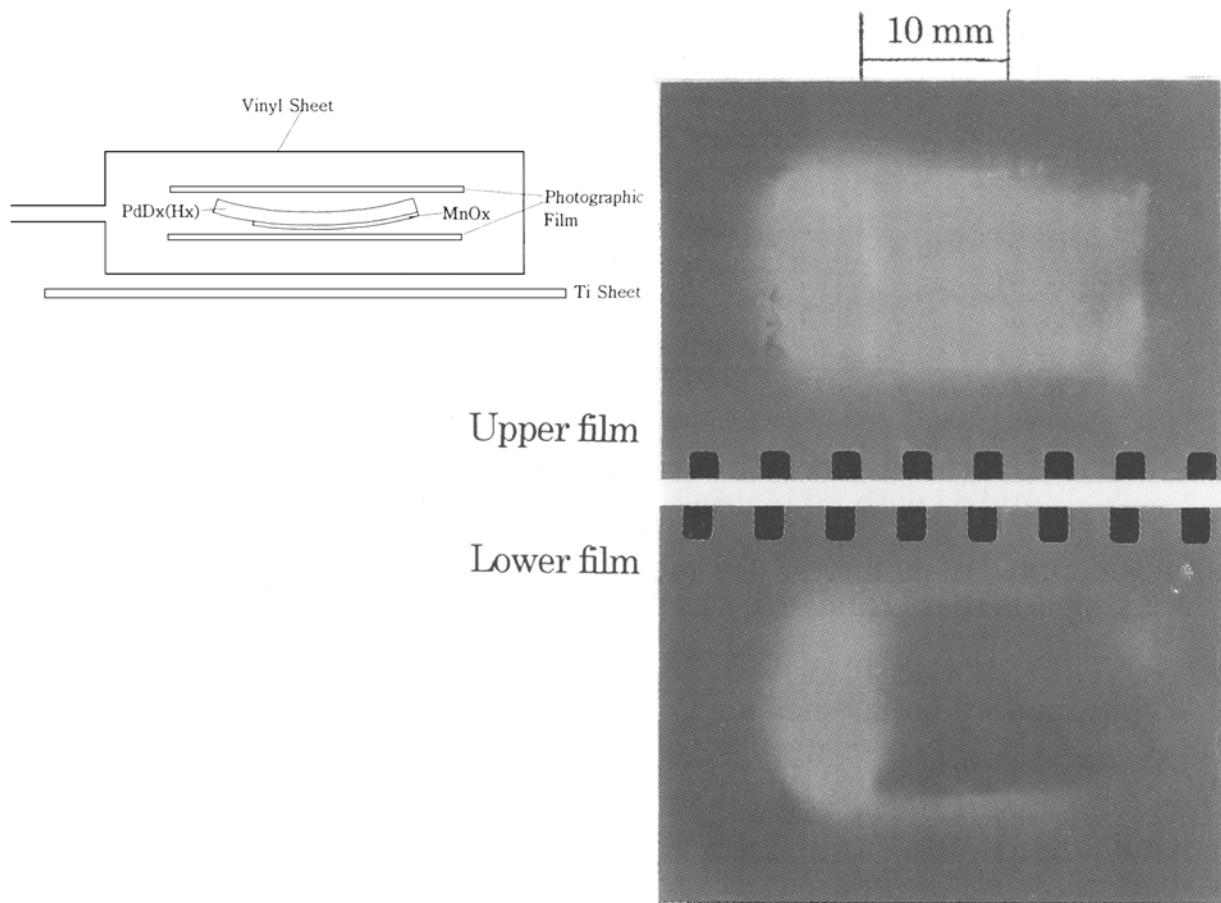 10 mm
Vinyl Sheet
PdDx(Hx)
MnOx
Photographic
Film
Ti Sheet
Upper film
Lower film